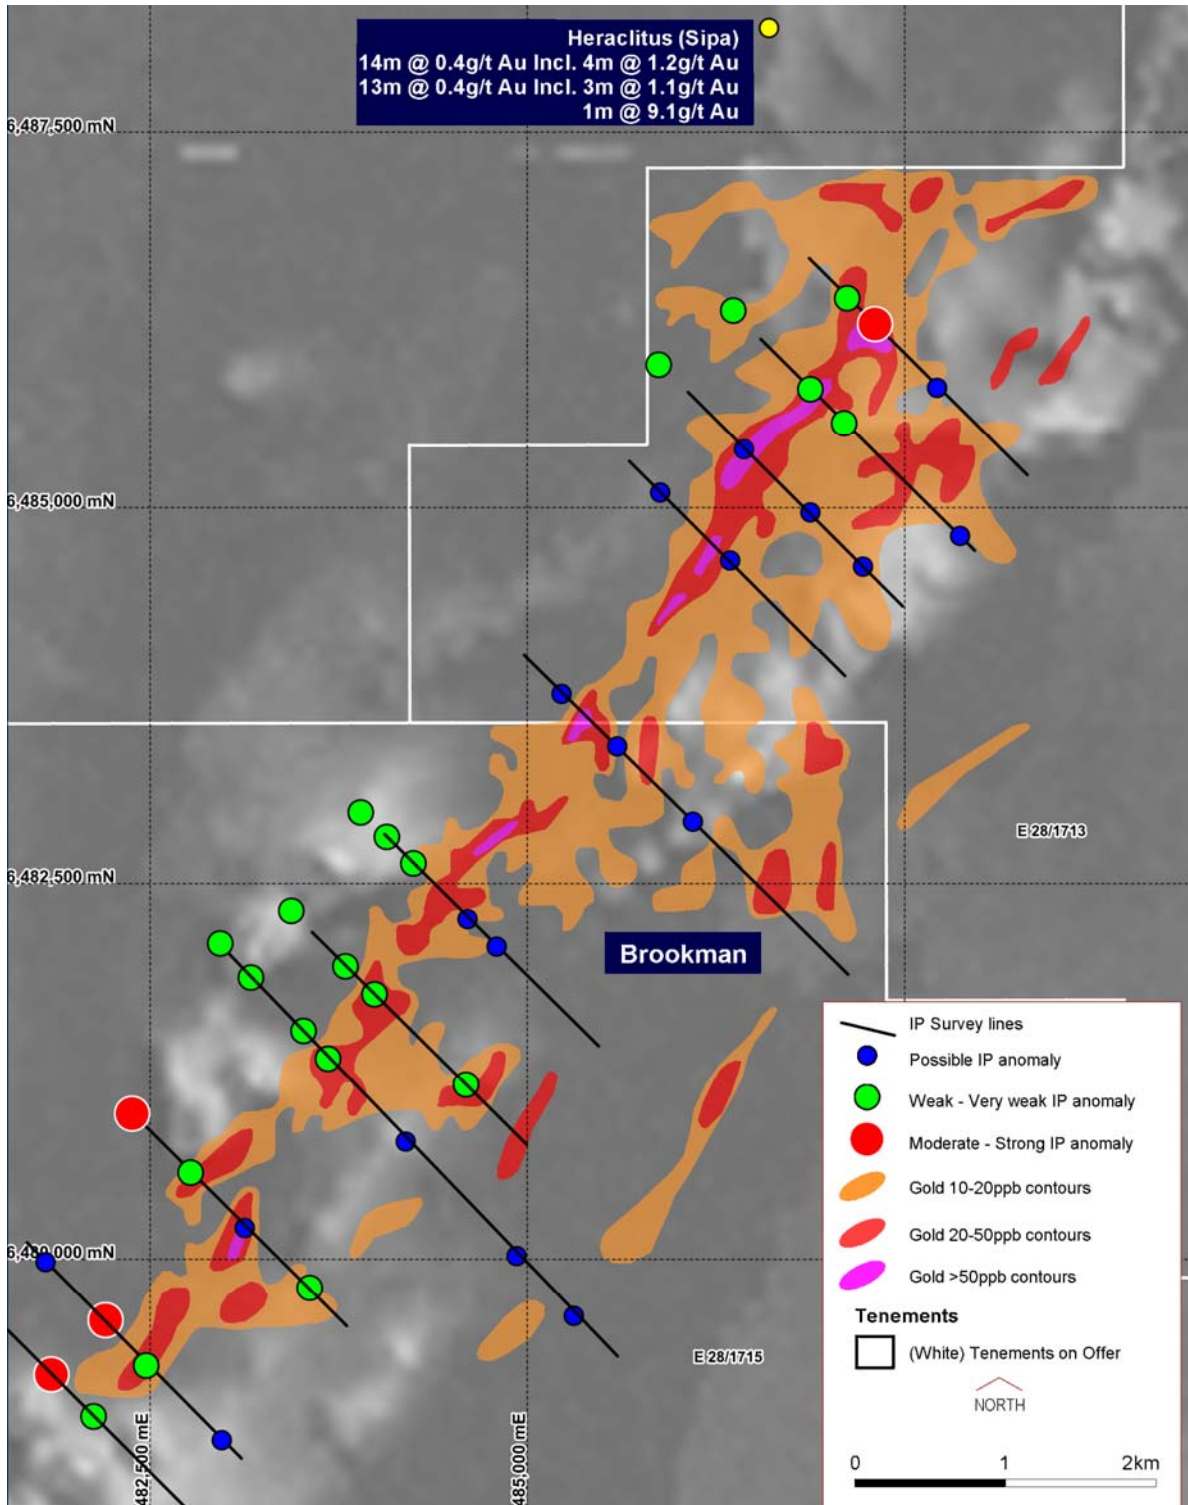 Heraclitus (Sipa)
14m @ 0.4g/t Au Incl. 4m @ 1.2g/t Au
13m @ 0.4g/t Au Incl. 3m @ 1.1g/t Au
1m @ 9.1g/t Au
6,487,500 mN
6,485,000 mN
E 28/1713
6,482,500 mN
Brookman
IP Survey lines
Possible IP anomaly
Weak - Very weak IP anomaly
Moderate - Strong IP anomaly
Gold 10-20ppb contours
Gold 20-50ppb contours
Gold >50ppb contours
Tenements
(White) Tenements on Offer
NORTH
0 1 2km
6,480,000 mN
E 28/1715
482,500 mE
485,000 mE